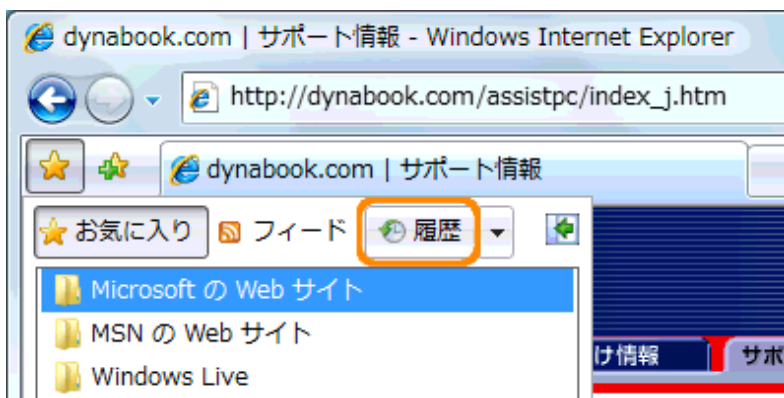 dynabook.com | サポート情報 - Windows Internet Explorer
http://dynabook.com/assistpc/index_j.htm
dynabook.com | サポート情報
お気に入り フィード 履歴
Microsoft の Web サイト
MSN の Web サイト
け情報 サポ
Windows Live